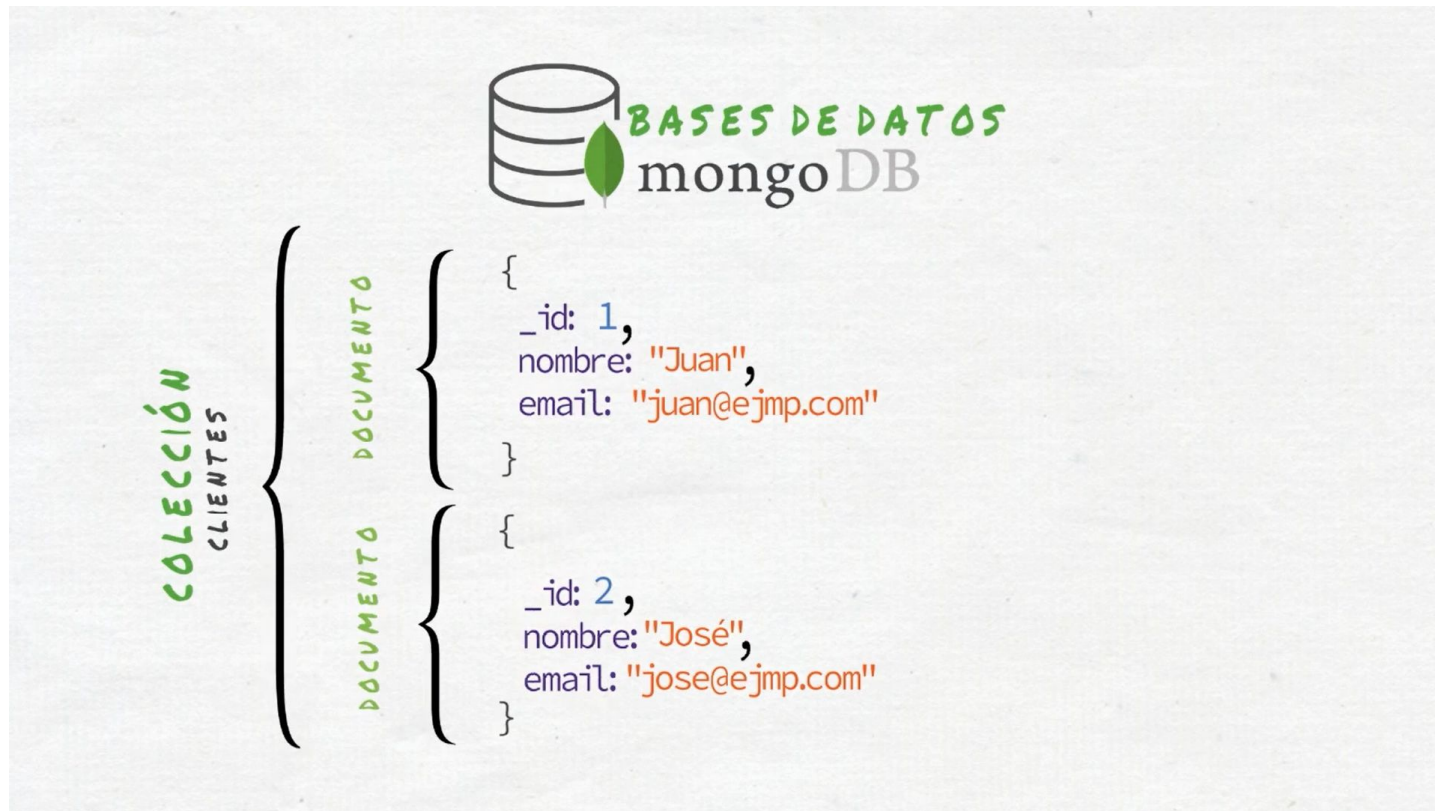 BASES DE DATOS
mongoDB
COLECCIÓN
CLIENTES
DOCUMENTO
{
_id: 1,
nombre: "Juan",
email: "juan@ejmp.com"
}
DOCUMENTO
{
_id: 2,
nombre:"José",
email:"jose@ejmp.com"
}